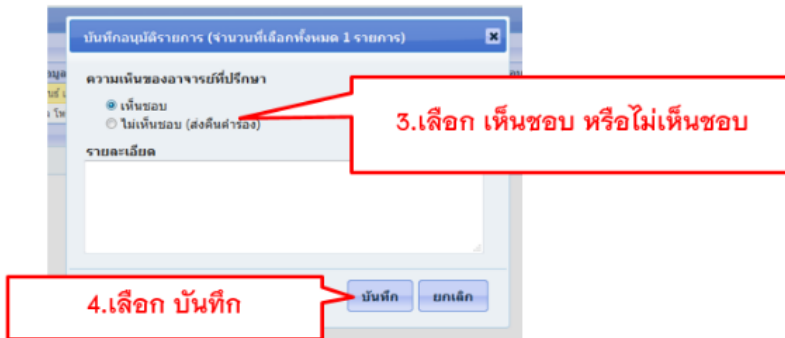 บันทึกอนุมัติรายการ (จำนวนที่เลือกทั้งหมด 1 รายการ)
ความเห็นของอาจารย์ที่ปรึกษา
เห็นชอบ
ไม่เห็นชอบ (ส่งคืนคำร้อง)
3.เลือก เห็นชอบ หรือไม่เห็นชอบ
รายละเอียด
4.เลือก บันทึก
บันทึก ยกเลิก